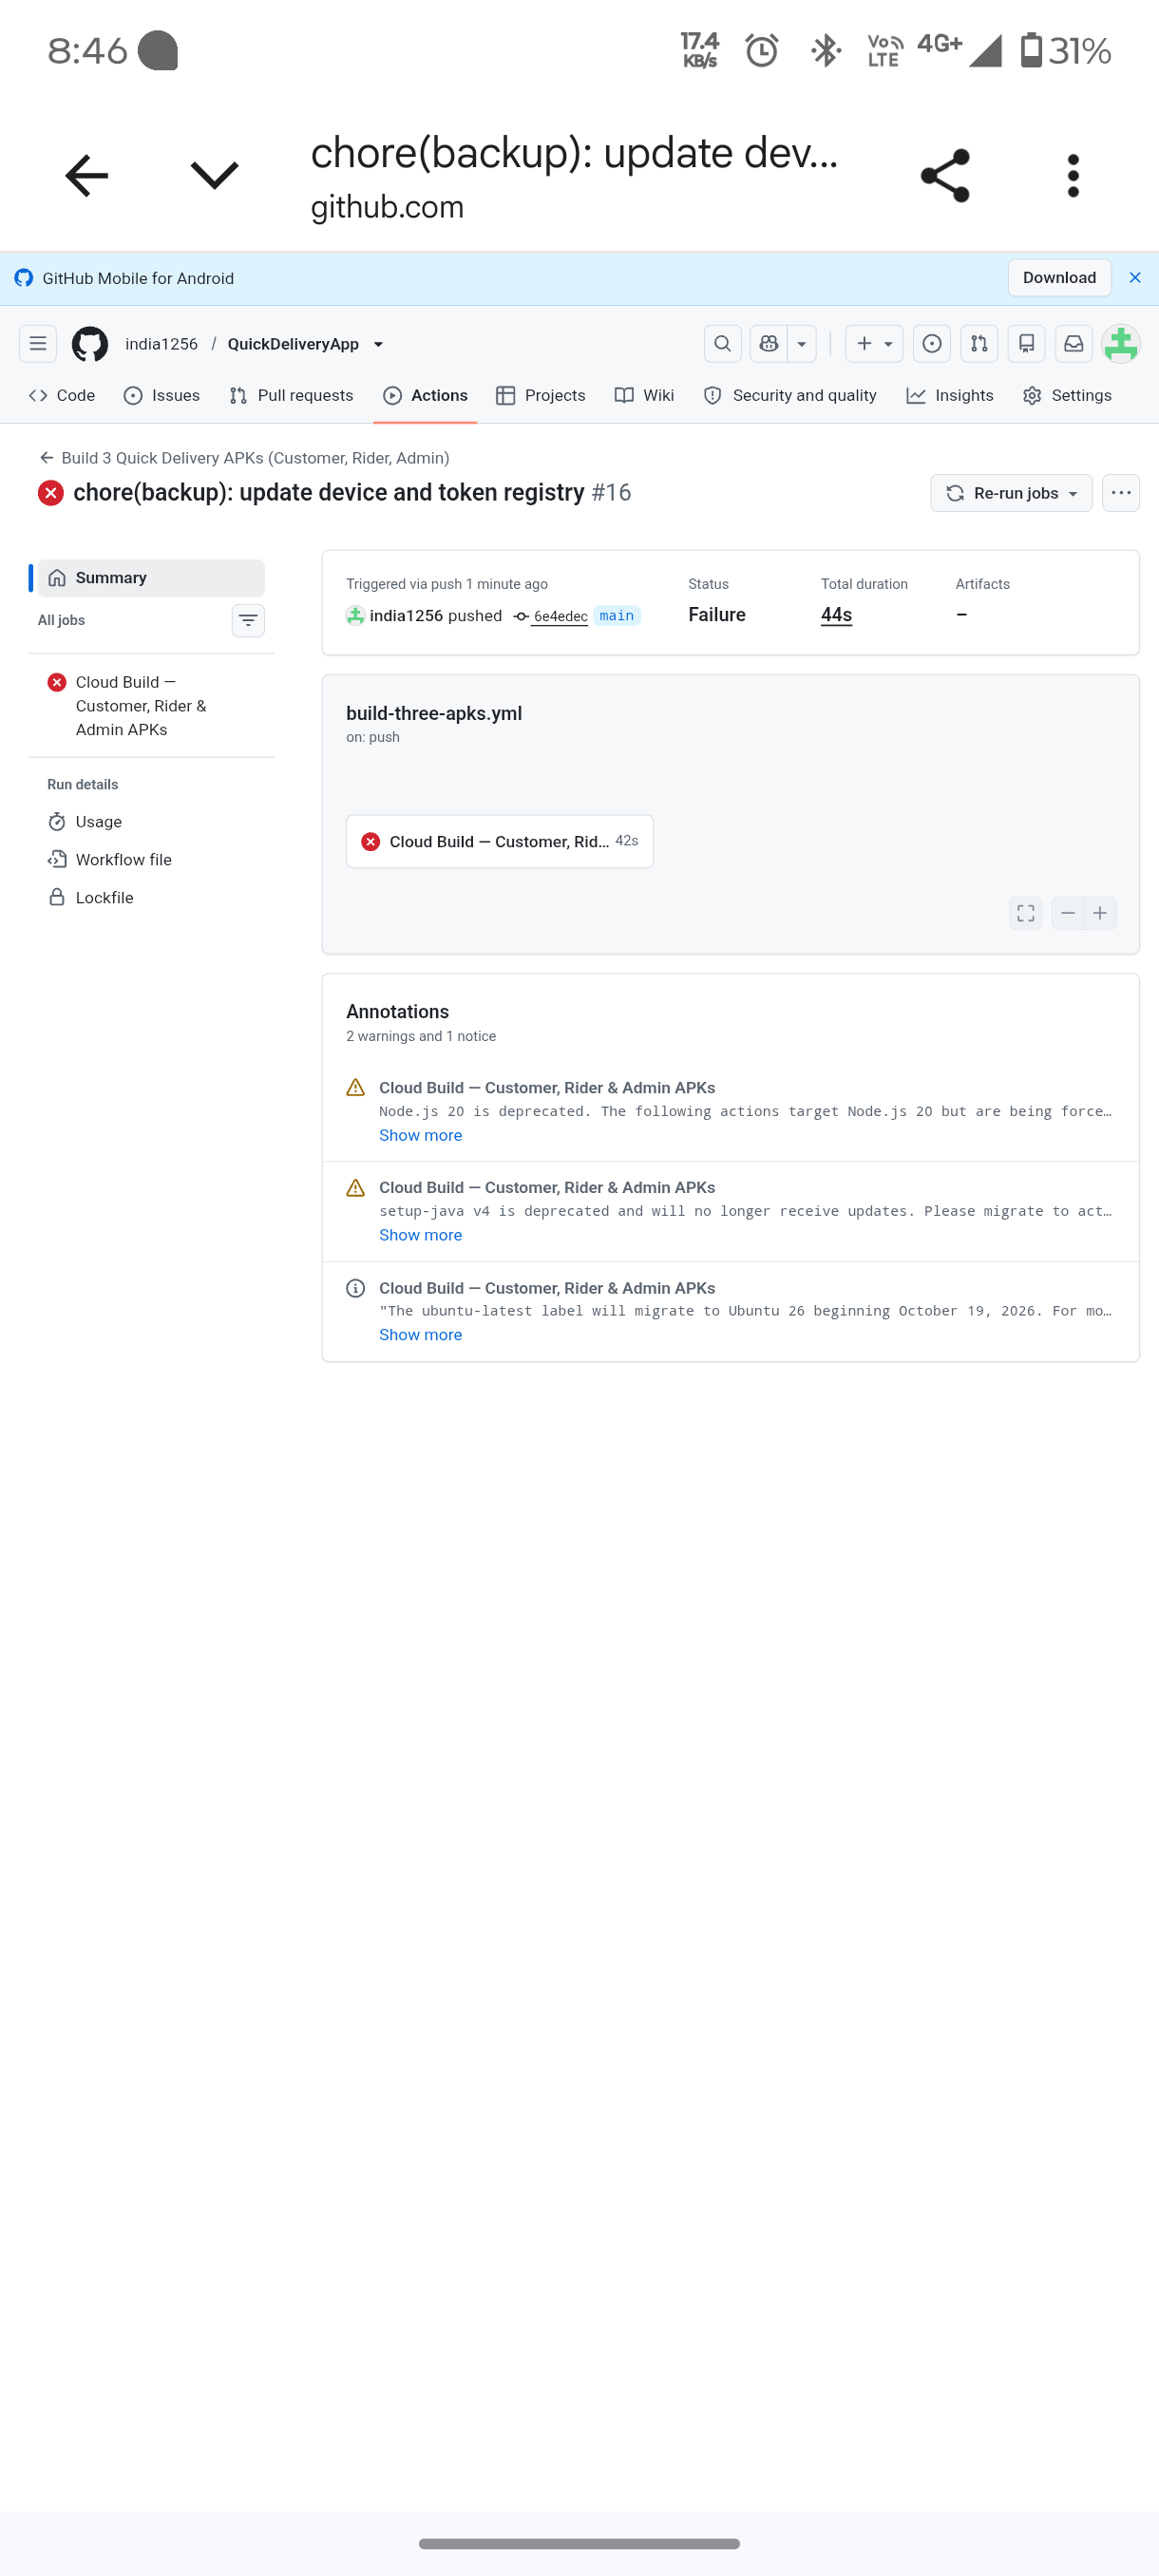 8:46
17.4
KB/s
Vo
LTE
4G+
31%
chore(backup): update dev...
github.com
GitHub Mobile for Android
Download
india1256 / QuickDeliveryApp
Code
Issues
Pull requests
Actions
Projects
Wiki
Security and quality
Insights
Settings
Build 3 Quick Delivery APKs (Customer, Rider, Admin)
chore(backup): update device and token registry #16
Re-run jobs
Summary
All jobs
Cloud Build —
Customer, Rider &
Admin APKs
Run details
Usage
Workflow file
Lockfile
Triggered via push 1 minute ago
india1256 pushed 6e4edec main
Status
Failure
Total duration
44s
Artifacts
–
build-three-apks.yml
on: push
Cloud Build — Customer, Rid... 42s
Annotations
2 warnings and 1 notice
Cloud Build — Customer, Rider & Admin APKs
Node.js 20 is deprecated. The following actions target Node.js 20 but are being force…
Show more
Cloud Build — Customer, Rider & Admin APKs
setup-java v4 is deprecated and will no longer receive updates. Please migrate to act…
Show more
Cloud Build — Customer, Rider & Admin APKs
"The ubuntu-latest label will migrate to Ubuntu 26 beginning October 19, 2026. For mo…
Show more